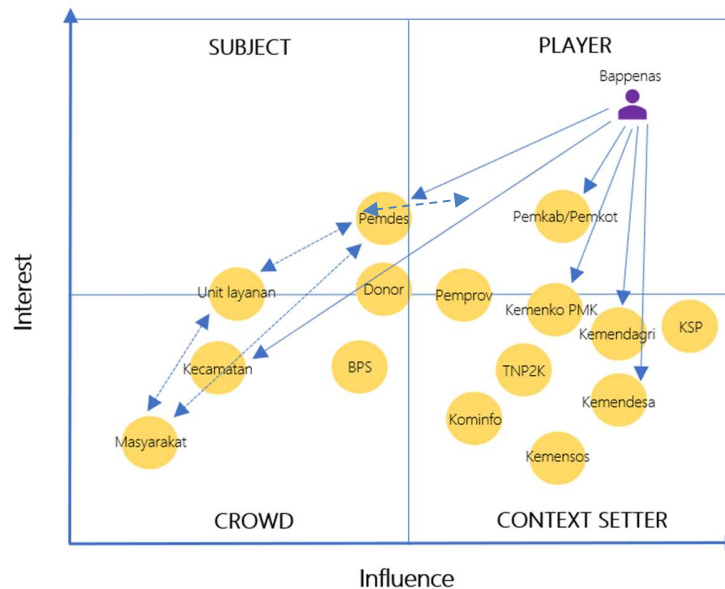 SUBJECT
PLAYER
Bappenas
Pemdes
Pemkab/Pemkot
Interest
Unit layanan
Donor
Pemprov
Kemenko PMK
Kemendagri
KSP
Kecamatan
BPS
TNP2K
Kemendesa
Kominfo
Masyarakat
Kemensos
CROWD
CONTEXT SETTER
Influence